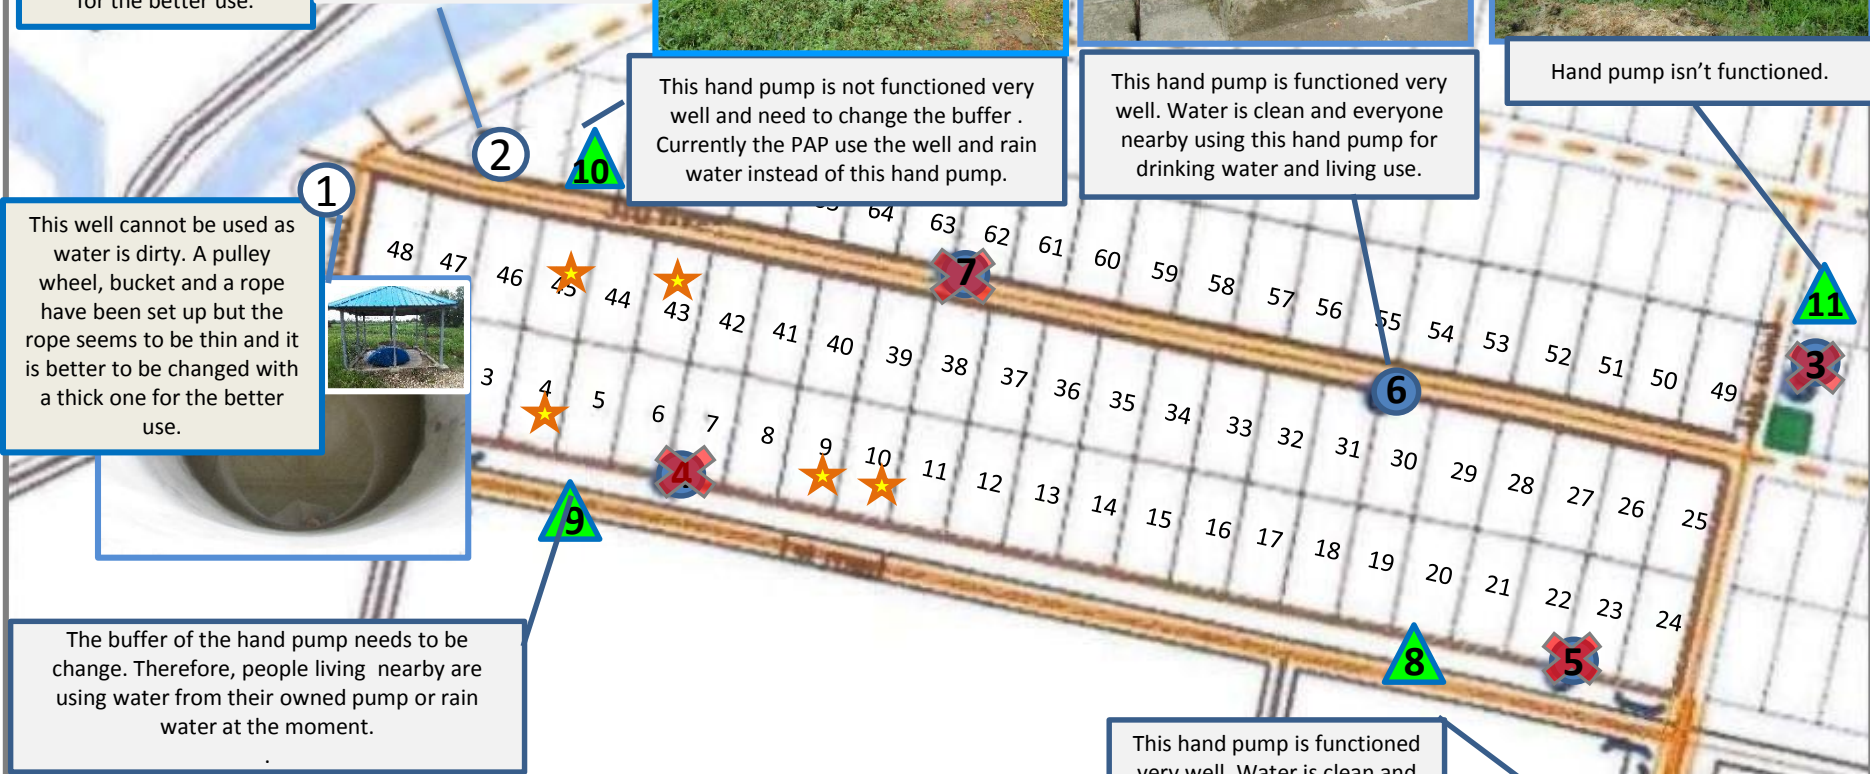 for the better use.
This hand pump is not functioned very
well and need to change the buffer .
Currently the PAP use the well and rain
water instead of this hand pump.
This hand pump is functioned very
well. Water is clean and everyone
nearby using this hand pump for
drinking water and living use.
Hand pump isn’t functioned.
2
10
1
This well cannot be used as
water is dirty. A pulley
wheel, bucket and a rope
have been set up but the
rope seems to be thin and it
is better to be changed with
a thick one for the better
use.
64 63 62 61 60 59 58 57 56 55 54 53 52 51 50 49
7
11
3
6
48 47 46 45 44 43 42 41 40 39 38 37 36 35 34 33 32 31 30 29 28 27 26 25
3 4 5 6 7 8 9 10 11 12 13 14 15 16 17 18 19 20 21 22 23 24
4
9
8
5
The buffer of the hand pump needs to be
change. Therefore, people living nearby are
using water from their owned pump or rain
water at the moment.
.
This hand pump is functioned
very well. Water is clean and